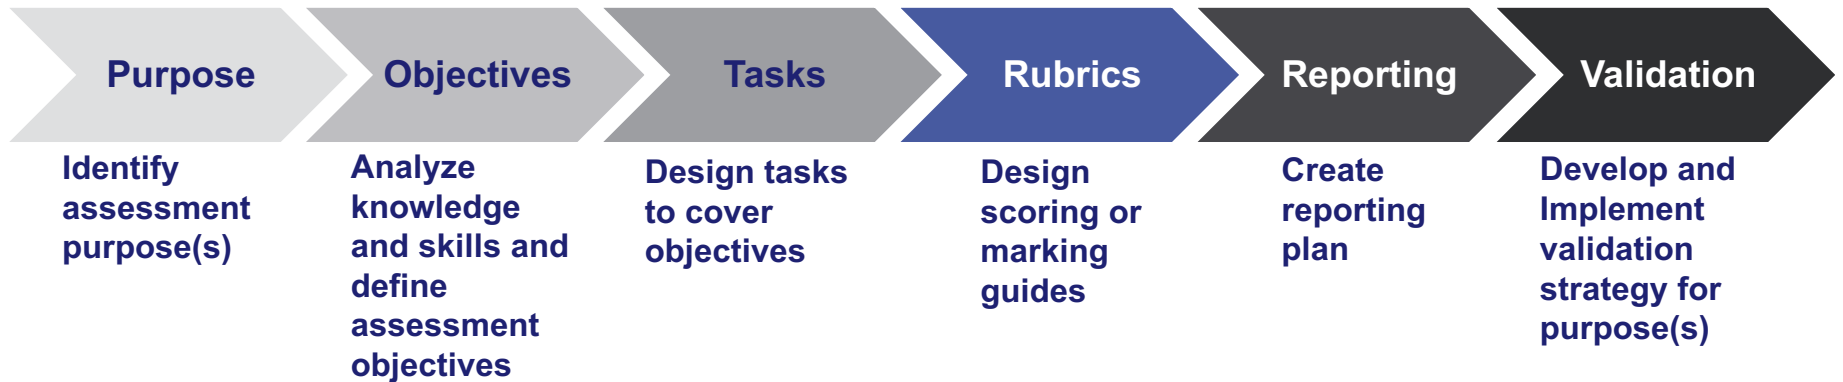 Purpose
Identify
assessment
purpose(s)
Objectives
Analyze
knowledge
and skills and
define
assessment
objectives
Tasks
Design tasks
to cover
objectives
Rubrics
Design
scoring or
marking
guides
Reporting
Create
reporting
plan
Validation
Develop and
Implement
validation
strategy for
purpose(s)